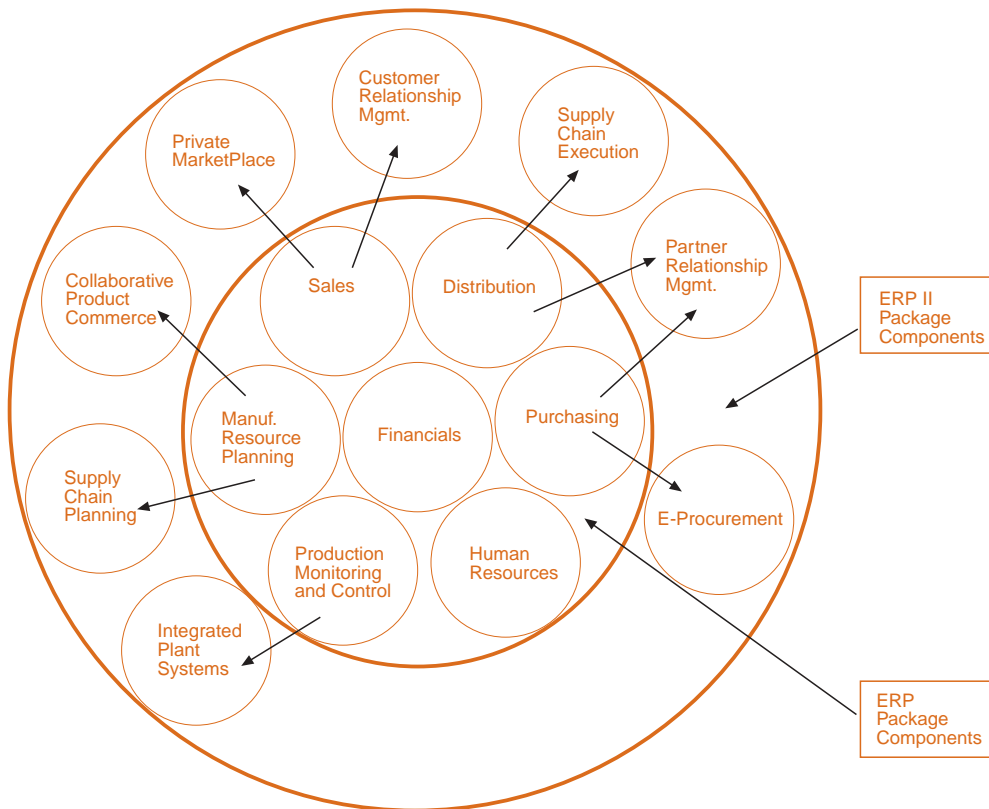 Customer
Relationship
Mgmt.
Supply
Chain
Execution
Private
MarketPlace
Partner
Relationship
Mgmt.
Collaborative
Product
Commerce
Sales
Distribution
ERP II
Package
Components
Manuf.
Resource
Planning
Financials
Purchasing
Supply
Chain
Planning
E-Procurement
Production
Monitoring
and Control
Human
Resources
Integrated
Plant
Systems
ERP
Package
Components